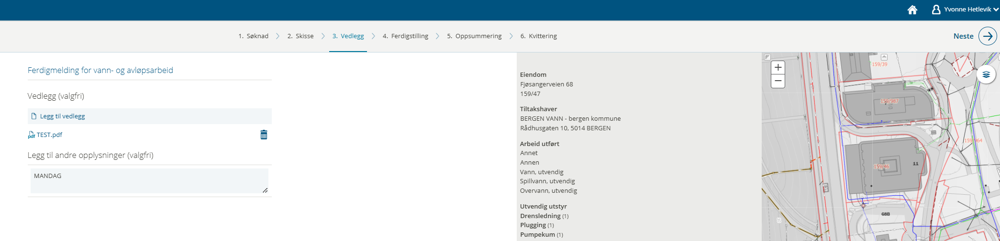 Yvonne Hetlevik
1. Søknad
2. Skisse
3. Vedlegg
4. Ferdigstilling
5. Oppsummering
6. Kvittering
Neste
Ferdigmelding for vann- og avløpsarbeid
Vedlegg (valgfri)
Legg til vedlegg
pdf TEST.pdf
Legg til andre opplysninger (valgfri)
MANDAG
Eiendom
Fjøsangerveien 68
159/47
Tiltakshaver
BERGEN VANN - bergen kommune
Rådhusgaten 10, 5014 BERGEN
Arbeid utført
Annet
Annen
Vann, utvendig
Spillvann, utvendig
Overvann, utvendig
Utvendig utstyr
Drensledning (1)
Plugging (1)
Pumpekum (1)
+
−
159/39
159/987
159/964
159/46
11
68B